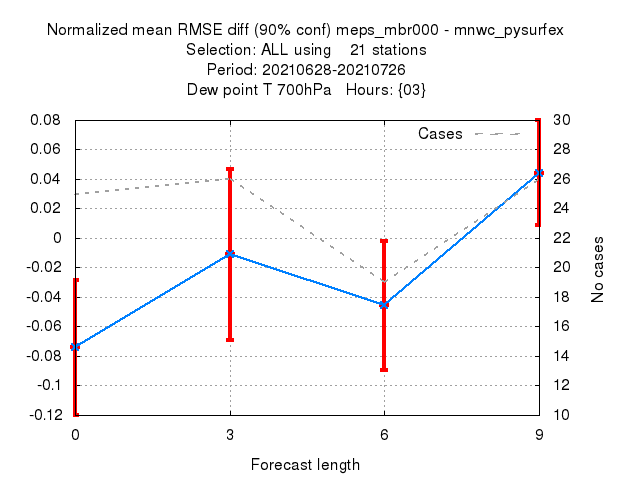 Normalized mean RMSE diff (90% conf) meps_mbr000 - mnwc_pysurfex
Selection: ALL using    21 stations
Period: 20210628-20210726
Dew point T 700hPa   Hours: {03}
Cases
0.08
0.06
0.04
0.02
0
-0.02
-0.04
-0.06
-0.08
-0.1
-0.12
30
28
26
24
22
20
18
16
14
12
10
No cases
0 3 6 9
Forecast length